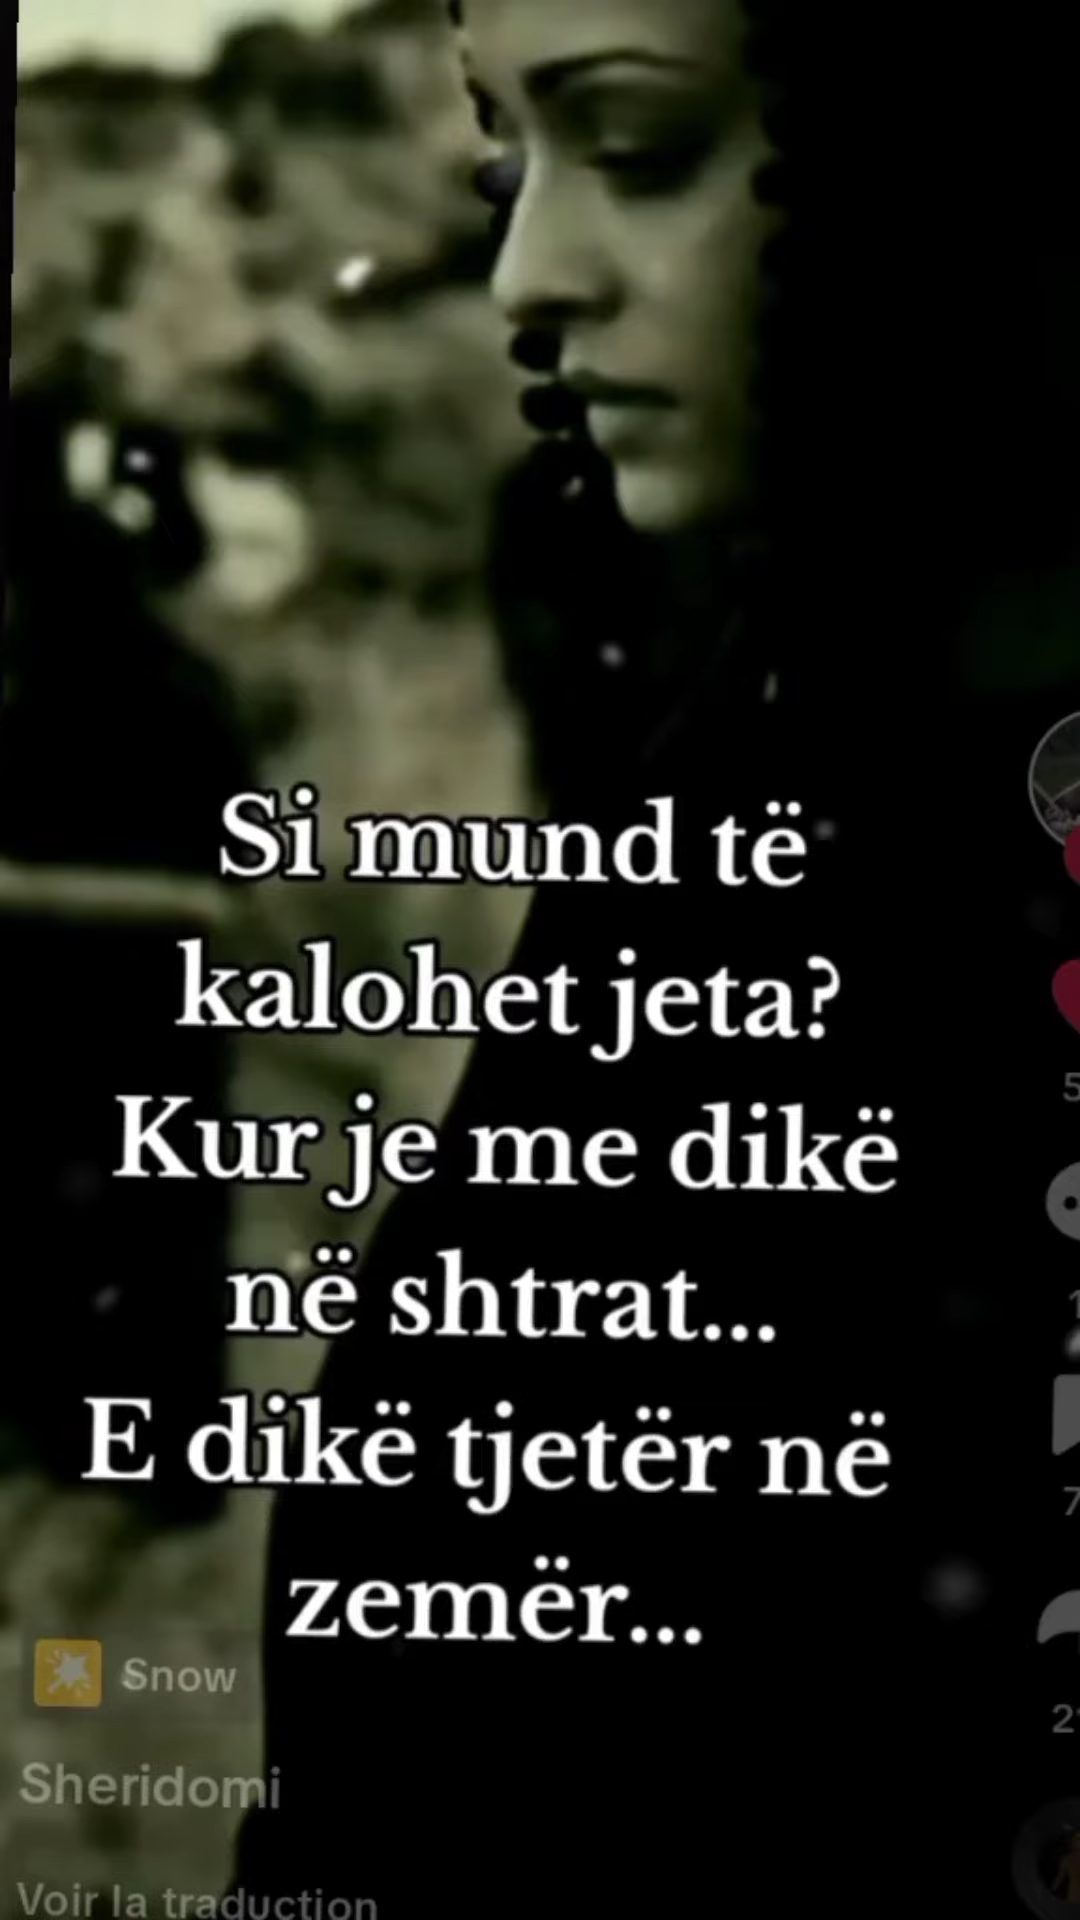 Si mund të
kalohet jeta?
Kur je me dikë
në shtrat...
E dikë tjetër në
zemër...
Snow
Sheridomi
Voir la traduction